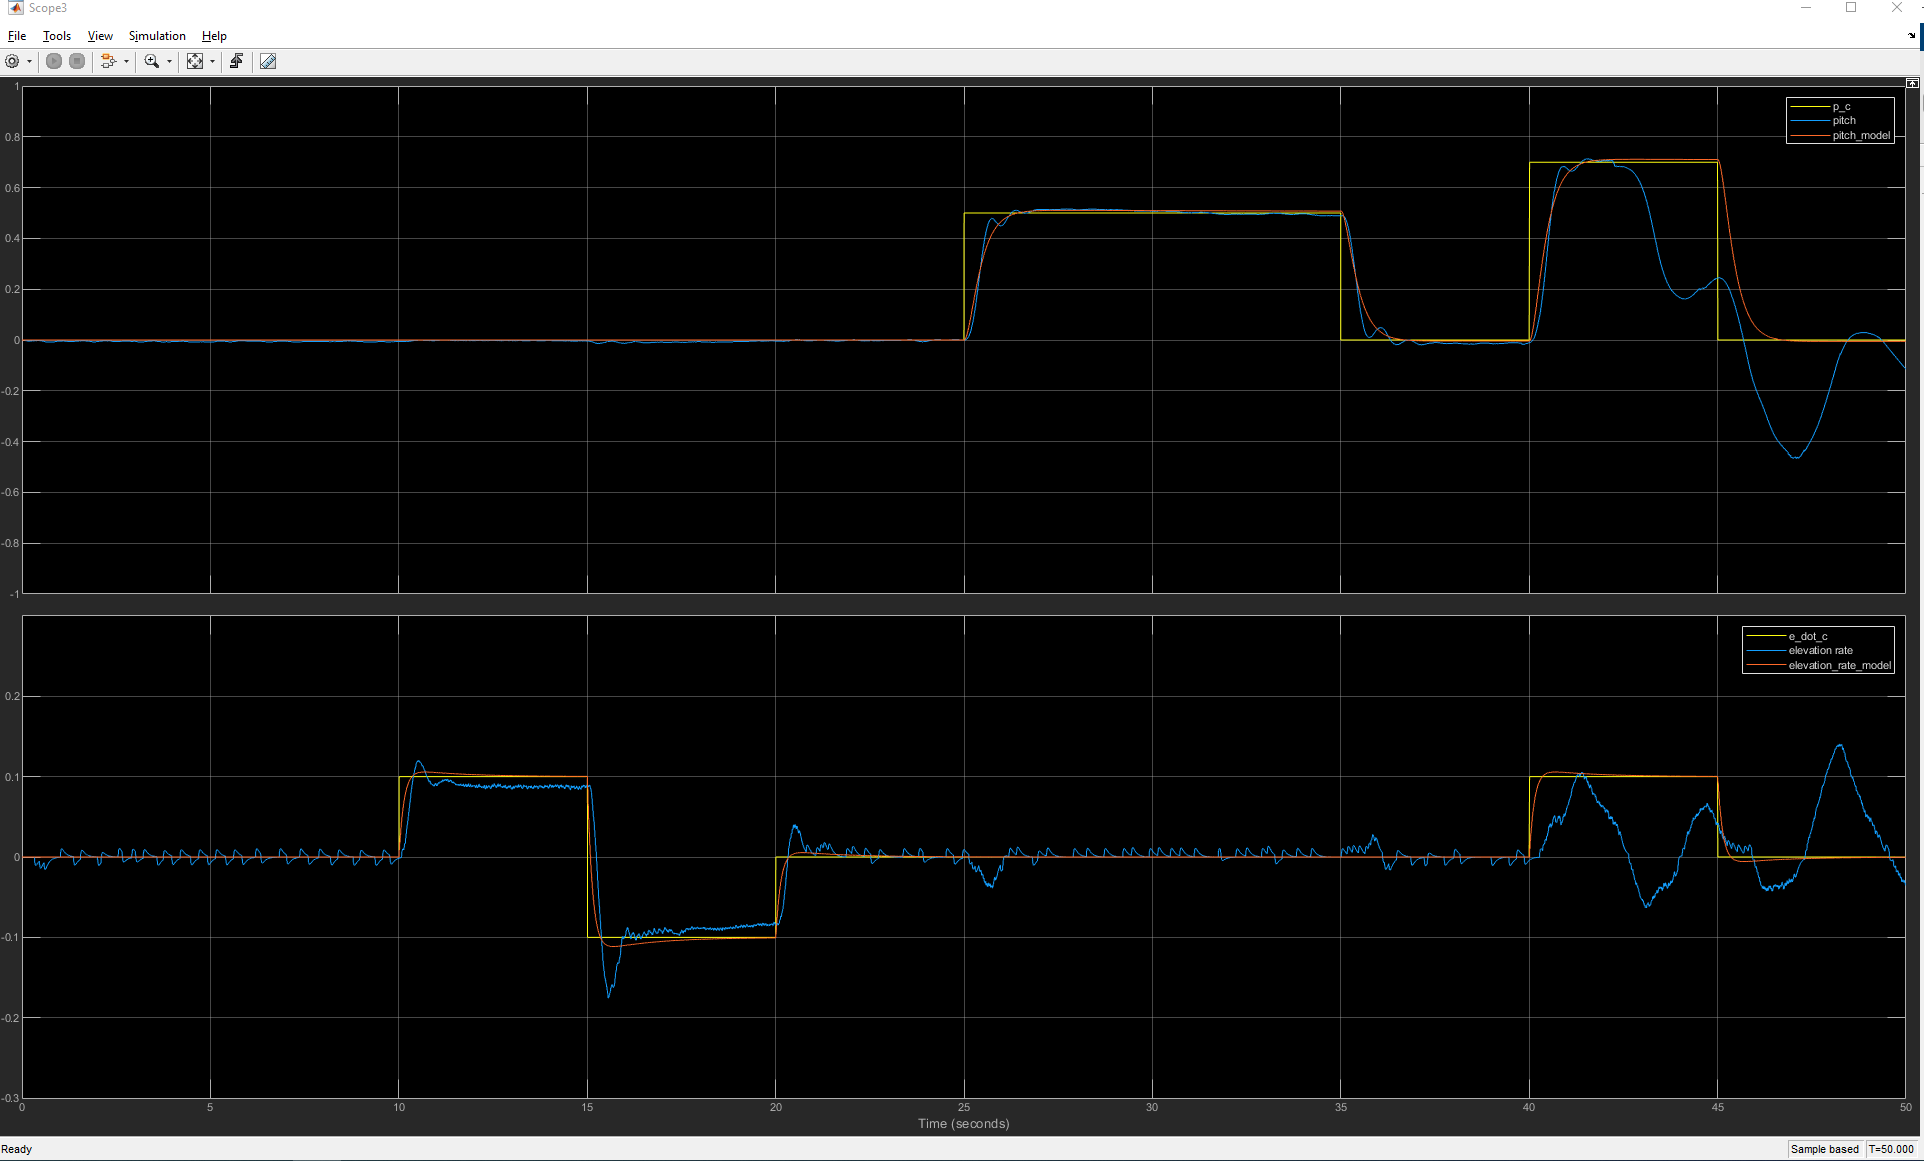 Scope3
File Tools View Simulation Help
1
0.8
0.6
0.4
0.2
0
-0.2
-0.4
-0.6
-0.8
-1
p_c
pitch
pitch_model
0.2
0.1
0
-0.1
-0.2
-0.3
e_dot_c
elevation rate
elevation_rate_model
0 5 10 15 20 25 30 35 40 45 50
Time (seconds)
Ready Sample based T=50.000